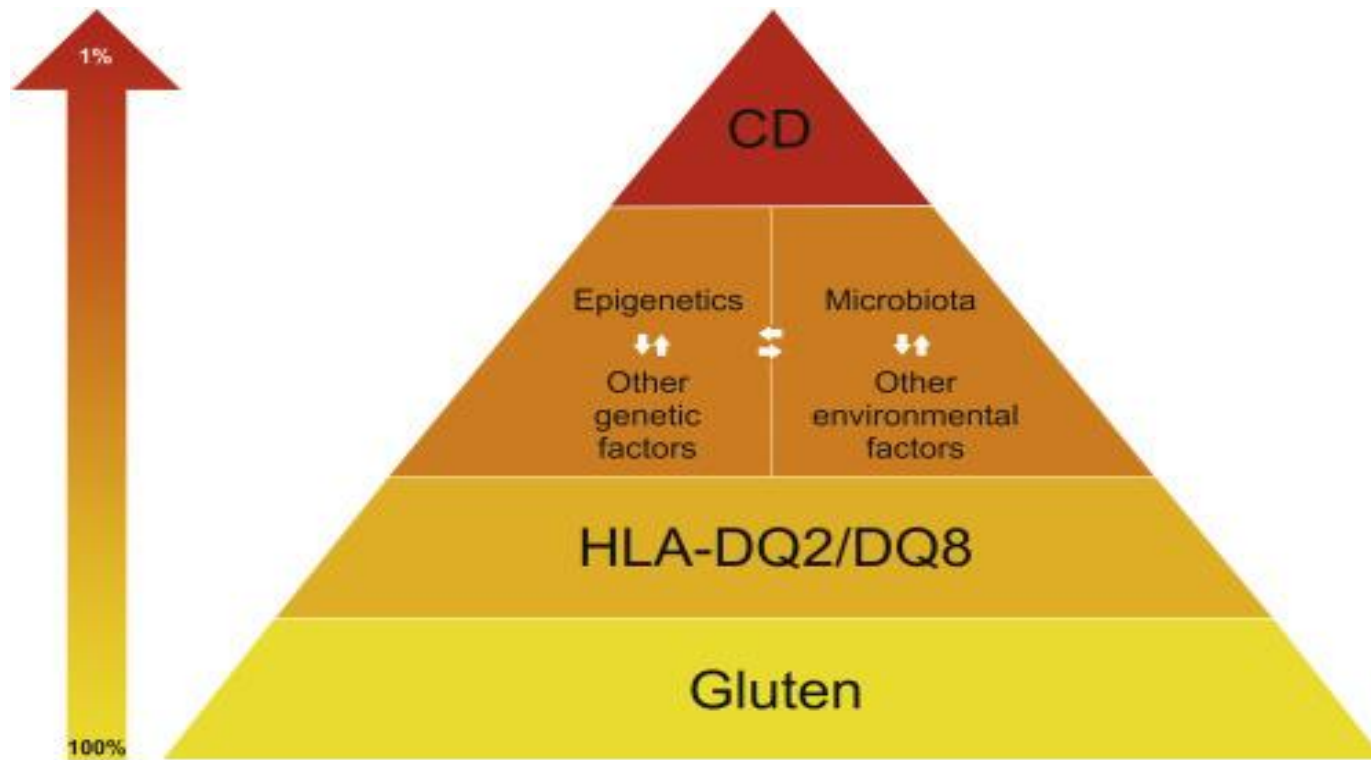 1%
CD
Epigenetics
Microbiota
Other
genetic
factors
Other
environmental
factors
HLA-DQ2/DQ8
Gluten
100%